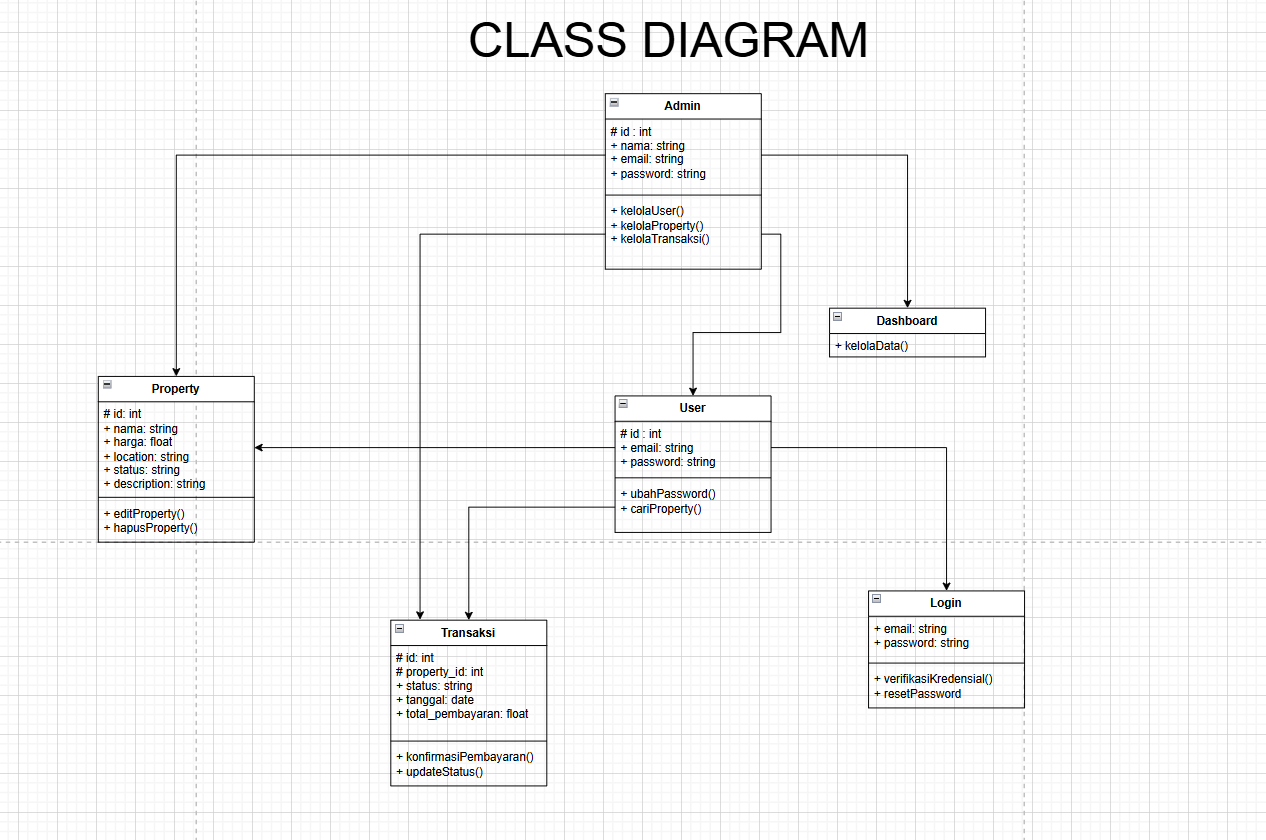 CLASS DIAGRAM
Admin
# id : int
+ nama: string
+ email: string
+ password: string
+ kelolaUser()
+ kelolaProperty()
+ kelolaTransaksi()
Dashboard
+ kelolaData()
Property
# id: int
+ nama: string
+ harga: float
+ location: string
+ status: string
+ description: string
+ editProperty()
+ hapusProperty()
User
# id : int
+ email: string
+ password: string
+ ubahPassword()
+ cariProperty()
Transaksi
# id: int
# property_id: int
+ status: string
+ tanggal: date
+ total_pembayaran: float
+ konfirmasiPembayaran()
+ updateStatus()
Login
+ email: string
+ password: string
+ verifikasiKredensial()
+ resetPassword